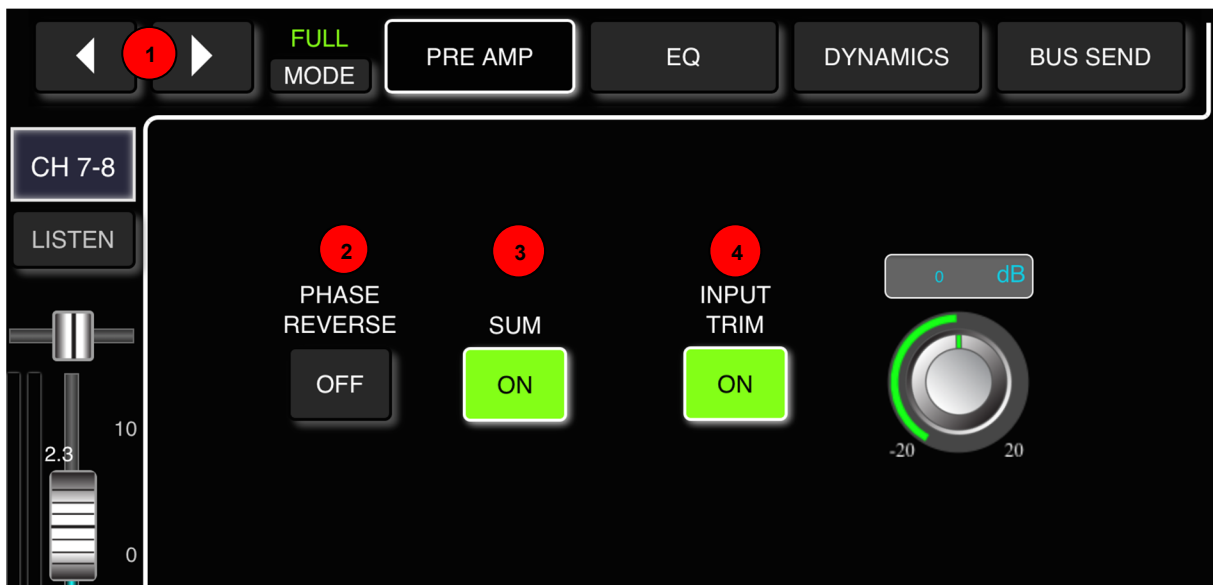 1
FULL
MODE
PRE AMP
EQ
DYNAMICS
BUS SEND
CH 7-8
LISTEN
2
3
4
PHASE
REVERSE
SUM
INPUT
TRIM
0 dB
OFF
ON
ON
-20 20
10
2.3
0